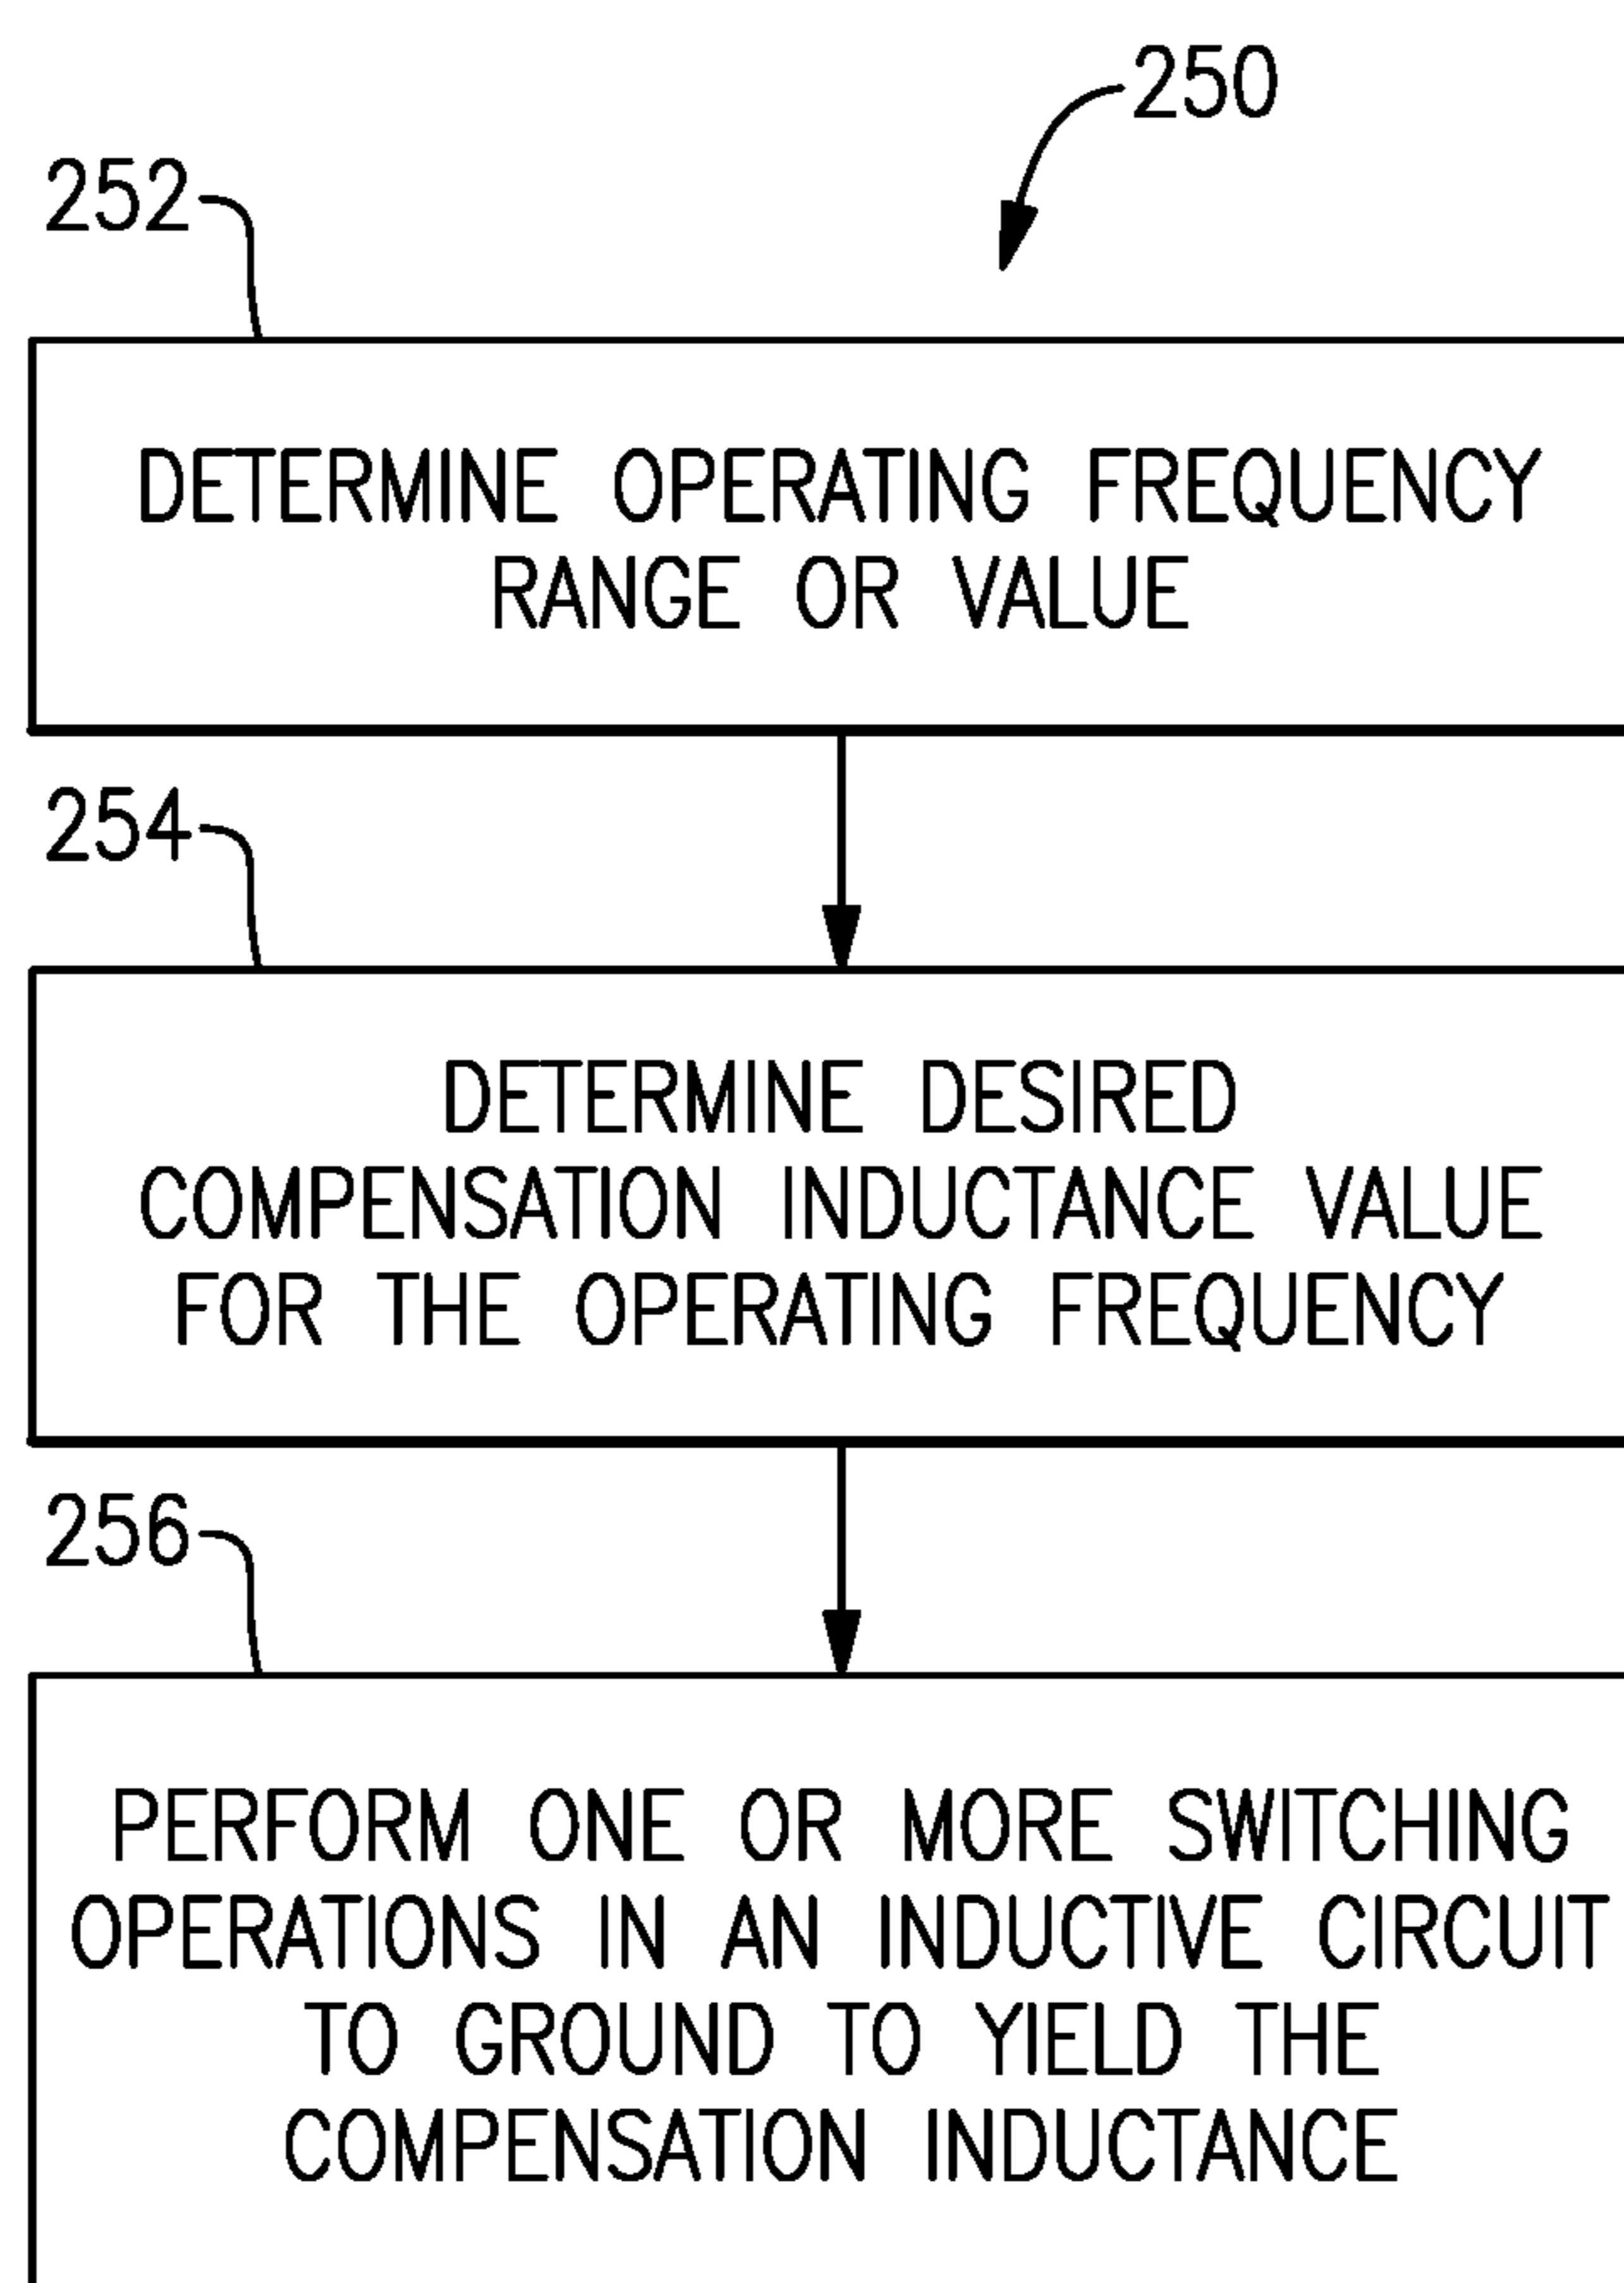 250
252
DETERMINE OPERATING FREQUENCY
RANGE OR VALUE
254
DETERMINE DESIRED
COMPENSATION INDUCTANCE VALUE
FOR THE OPERATING FREQUENCY
256
PERFORM ONE OR MORE SWITCHING
OPERATIONS IN AN INDUCTIVE CIRCUIT
TO GROUND TO YIELD THE
COMPENSATION INDUCTANCE